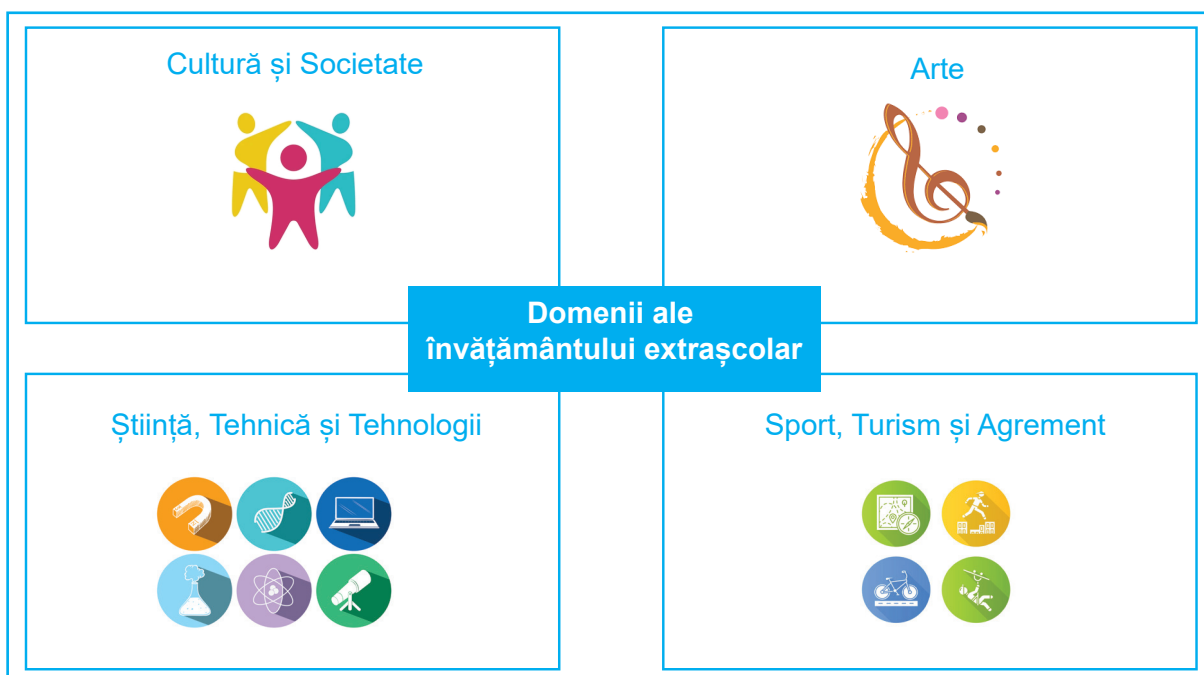 Cultură și Societate
Arte
Domenii ale
învățământului extrașcolar
Știință, Tehnică și Tehnologii
Sport, Turism și Agrement